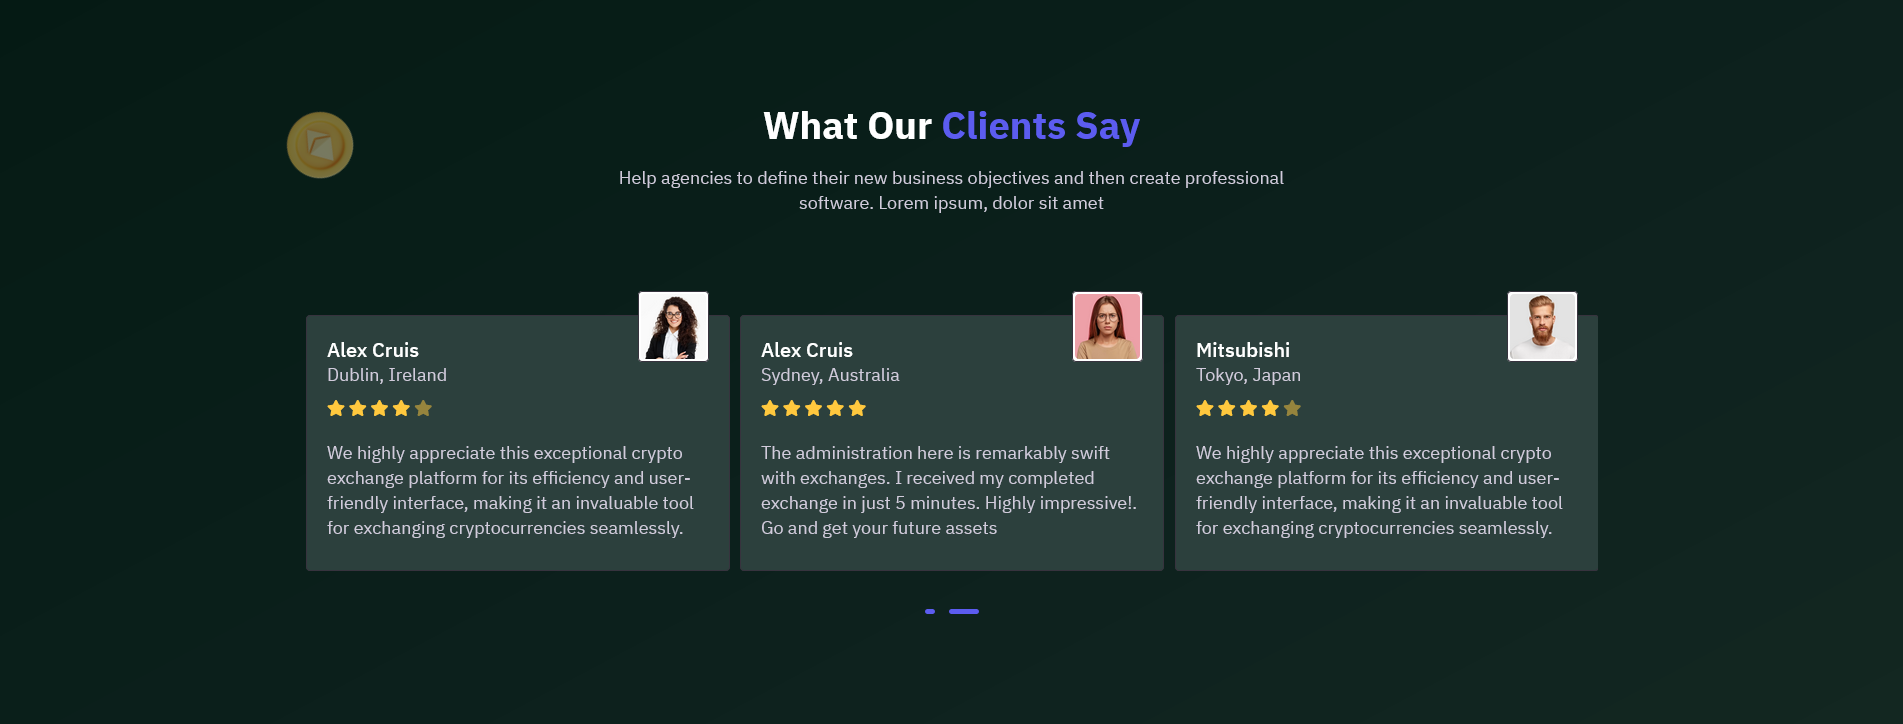 What Our Clients Say
Help agencies to define their new business objectives and then create professional
software. Lorem ipsum, dolor sit amet
Alex Cruis
Dublin, Ireland
We highly appreciate this exceptional crypto
exchange platform for its efficiency and user-
friendly interface, making it an invaluable tool
for exchanging cryptocurrencies seamlessly.
Alex Cruis
Sydney, Australia
The administration here is remarkably swift
with exchanges. I received my completed
exchange in just 5 minutes. Highly impressive!.
Go and get your future assets
Mitsubishi
Tokyo, Japan
We highly appreciate this exceptional crypto
exchange platform for its efficiency and user-
friendly interface, making it an invaluable tool
for exchanging cryptocurrencies seamlessly.